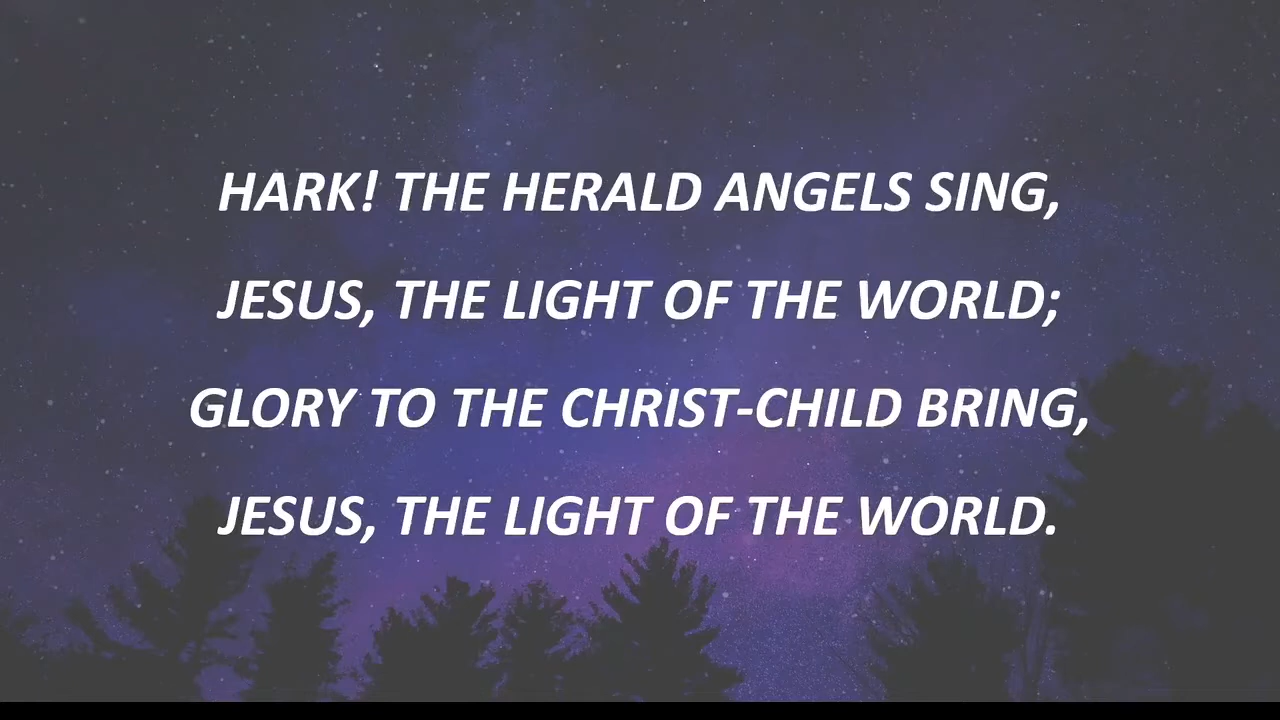 HARK! THE HERALD ANGELS SING,
JESUS, THE LIGHT OF THE WORLD;
GLORY TO THE CHRIST-CHILD BRING,
JESUS, THE LIGHT OF THE WORLD.